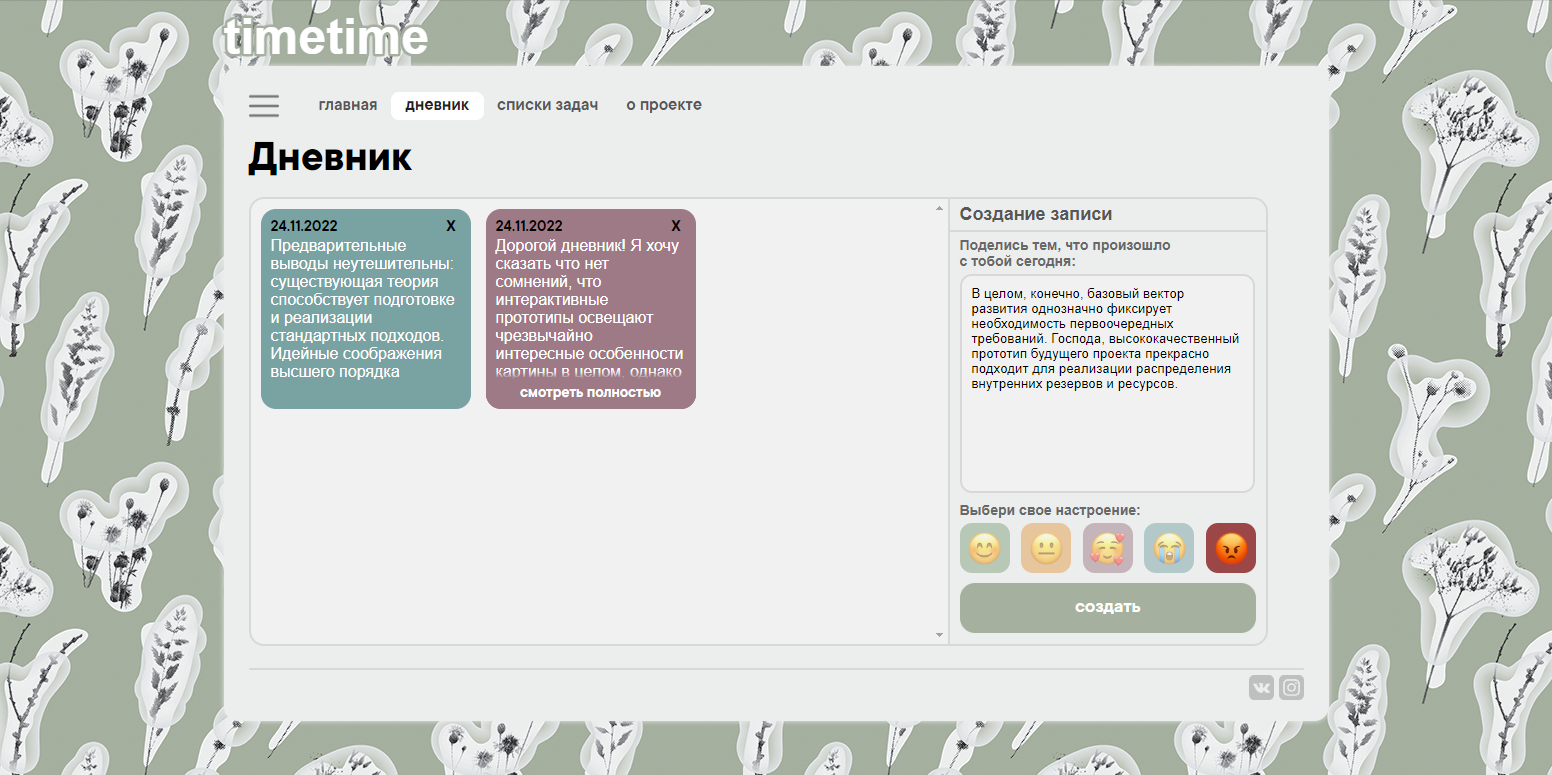 timetime
главная дневник списки задач о проекте
Дневник
24.11.2022 X
Предварительные
выводы неутешительны:
существующая теория
способствует подготовке
и реализации
стандартных подходов.
Идейные соображения
высшего порядка
24.11.2022 X
Дорогой дневник! Я хочу
сказать что нет
сомнений, что
интерактивные
прототипы освещают
чрезвычайно
интересные особенности
картины в целом, однако
смотреть полностью
Создание записи
Поделись тем, что произошло
с тобой сегодня:
В целом, конечно, базовый вектор
развития однозначно фиксирует
необходимость первоочередных
требований. Господа, высококачественный
прототип будущего проекта прекрасно
подходит для реализации распределения
внутренних резервов и ресурсов.
Выбери свое настроение:
создать